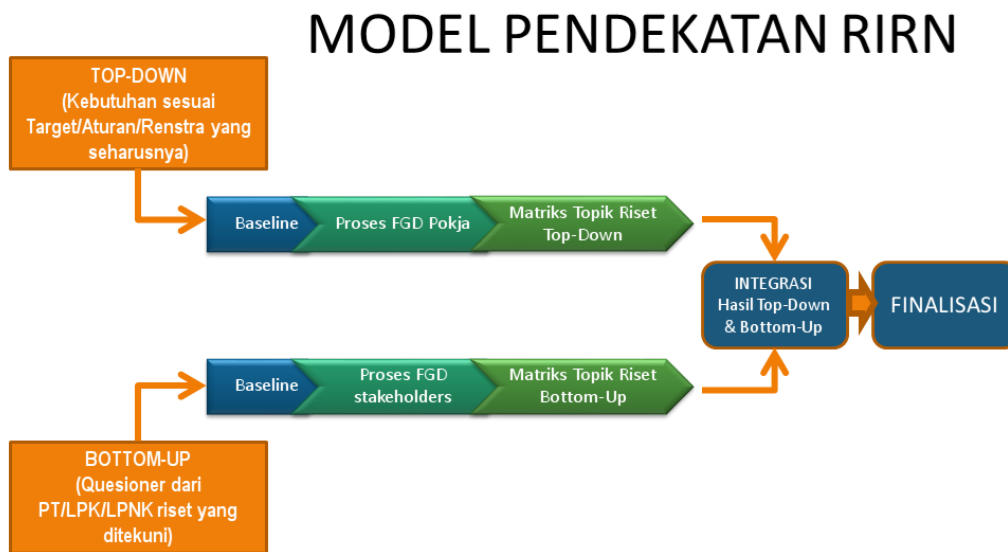 MODEL PENDEKATAN RIRN
TOP-DOWN
(Kebutuhan sesuai
Target/Aturan/Renstra yang
seharusnya)
Baseline
Proses FGD Pokja
Matriks Topik Riset
Top-Down
INTEGRASI
Hasil Top-Down
& Bottom-Up
FINALISASI
Baseline
Proses FGD
stakeholders
Matriks Topik Riset
Bottom-Up
BOTTOM-UP
(Quesioner dari
PT/LPK/LPNK riset yang
ditekuni)